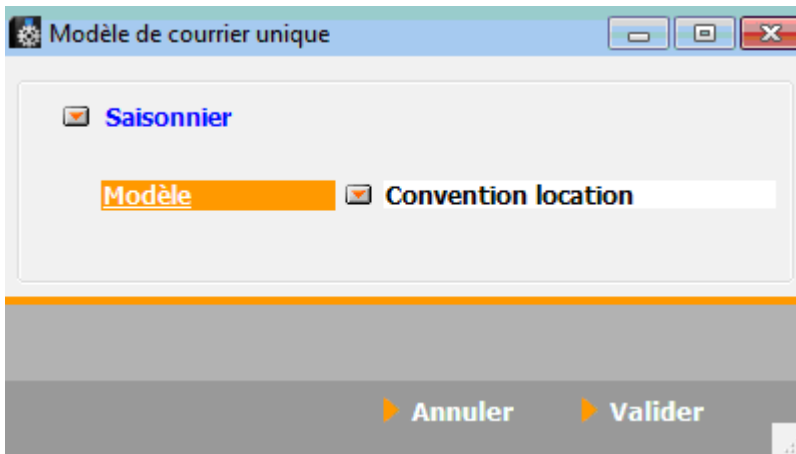 Modèle de courrier unique
Saisonnier
Modèle Convention location
Annuler Valider